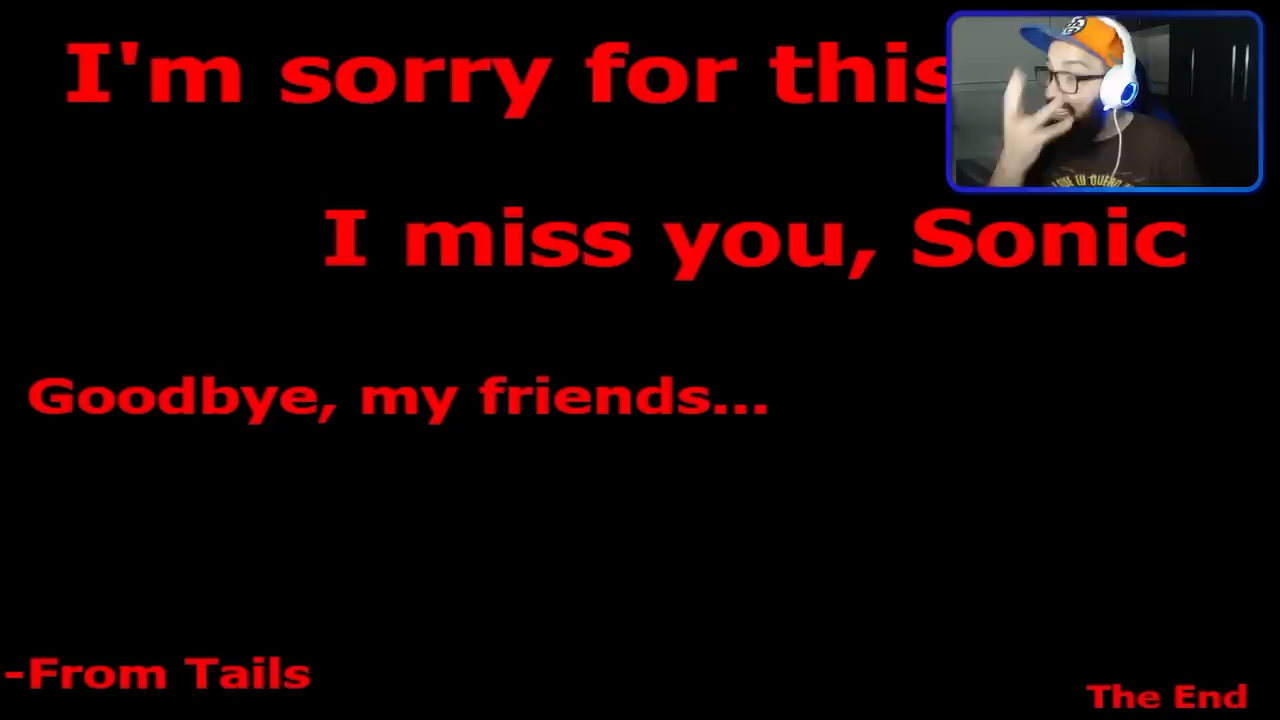 I'm sorry for this
I miss you, Sonic
Goodbye, my friends...
-From Tails
The End